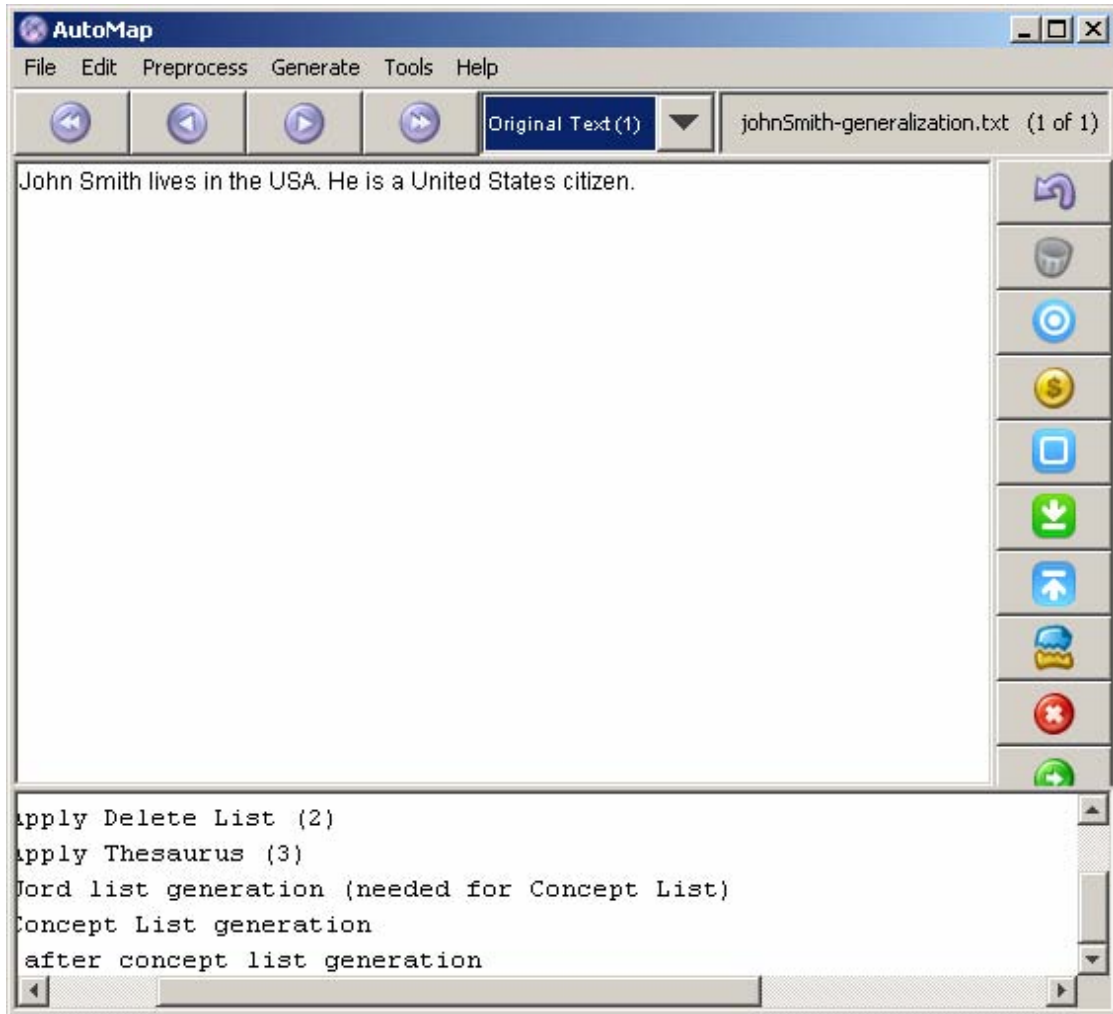 AutoMap
File Edit Preprocess Generate Tools Help
Original Text (1) johnSmith-generalization.txt (1 of 1)
John Smith lives in the USA. He is a United States citizen.
$
pply Delete List (2)
pply Thesaurus (3)
ord list generation (needed for Concept List)
oncept List generation
after concept list generation